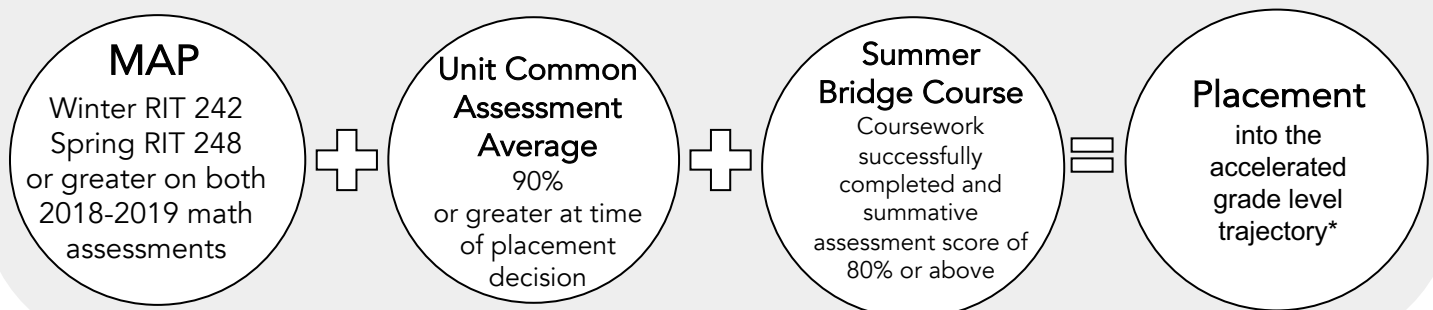 MAP
Winter RIT 242
Spring RIT 248
or greater on both
2018-2019 math
assessments
Unit Common
Assessment
Average
90%
or greater at time
of placement
decision
Summer
Bridge Course
Coursework
successfully
completed and
summative
assessment score of
80% or above
Placement
into the
accelerated
grade level
trajectory*